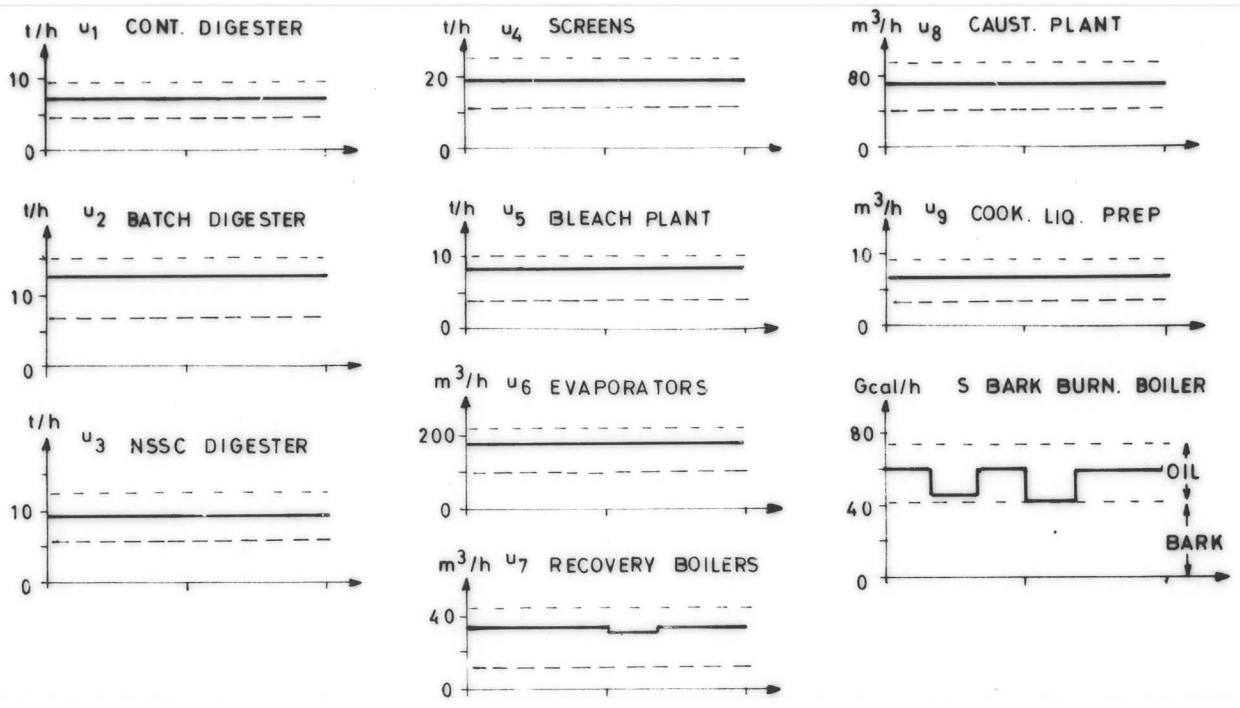 t/h u1 CONT. DIGESTER
10
0
t/h u2 BATCH DIGESTER
10
0
t/h u3 NSSC DIGESTER
10
0
t/h u4 SCREENS
20
0
t/h u5 BLEACH PLANT
10
0
m³/h u6 EVAPORATORS
200
0
m³/h u7 RECOVERY BOILERS
40
0
m³/h u8 CAUST. PLANT
80
0
m³/h u9 COOK. LIQ. PREP
10
0
Gcal/h S BARK BURN. BOILER
80
OIL
40
BARK
0